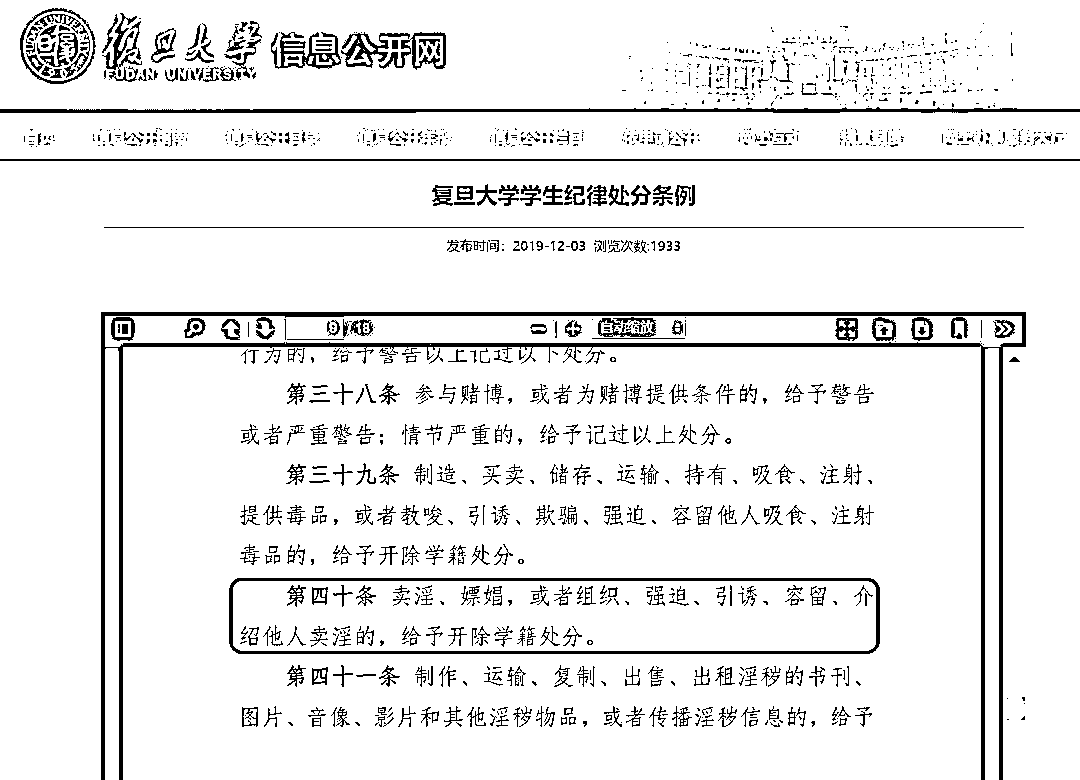 復旦大學 信息公开网
FUDAN UNIVERSITY
复旦大学学生纪律处分条例
发布时间：2019-12-03 浏览次数:1933
自动缩放
行为的，给予警告以上记过以下处分。
第三十八条 参与赌博，或者为赌博提供条件的，给予警告
或者严重警告；情节严重的，给予记过以上处分。
第三十九条 制造、买卖、储存、运输、持有、吸食、注射、
提供毒品，或者教唆、引诱、欺骗、强迫、容留他人吸食、注射
毒品的，给予开除学籍处分。
第四十条 卖淫、嫖娼，或者组织、强迫、引诱、容留、介
绍他人卖淫的，给予开除学籍处分。
第四十一条 制作、运输、复制、出售、出租淫秽的书刊、
图片、音像、影片和其他淫秽物品，或者传播淫秽信息的，给予